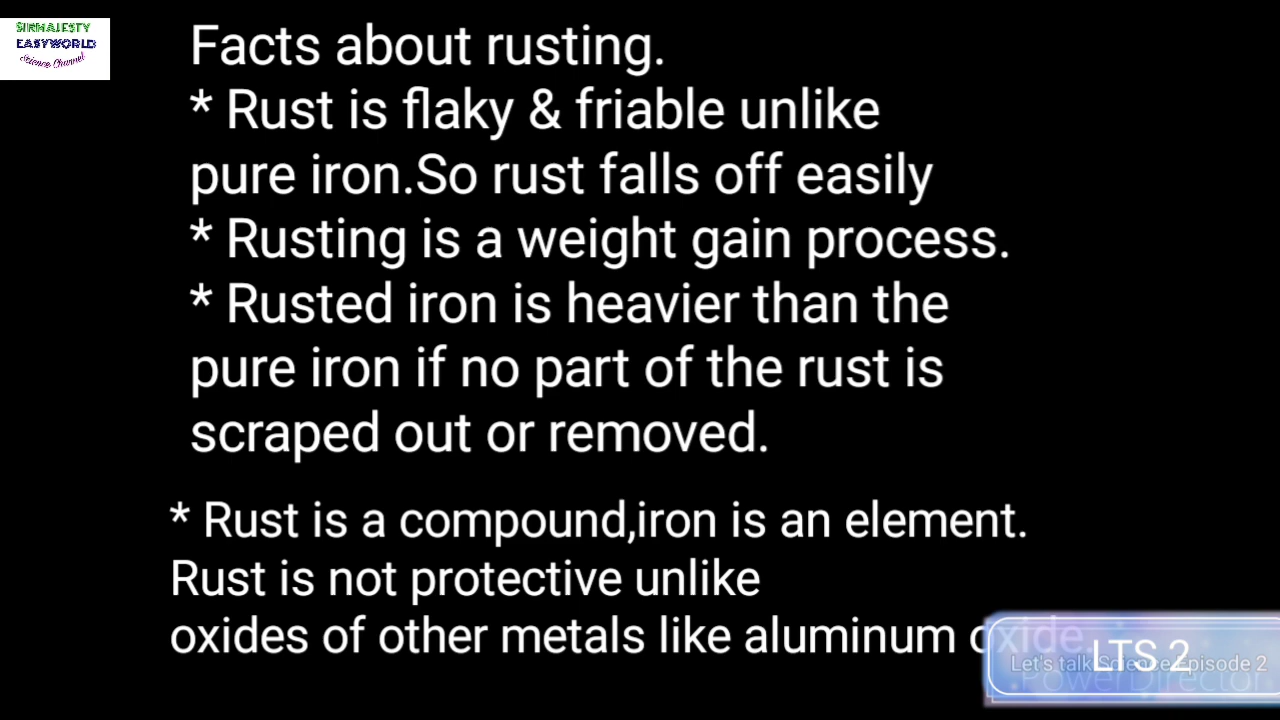 SIRMAJESTY
EASYWORLD
Science Channel
Facts about rusting.
* Rust is flaky & friable unlike
pure iron.So rust falls off easily
* Rusting is a weight gain process.
* Rusted iron is heavier than the
pure iron if no part of the rust is
scraped out or removed.
* Rust is a compound,iron is an element.
Rust is not protective unlike
oxides of other metals like aluminum oxide.
LTS 2
Let's talk Science Episode 2
PowerDirector